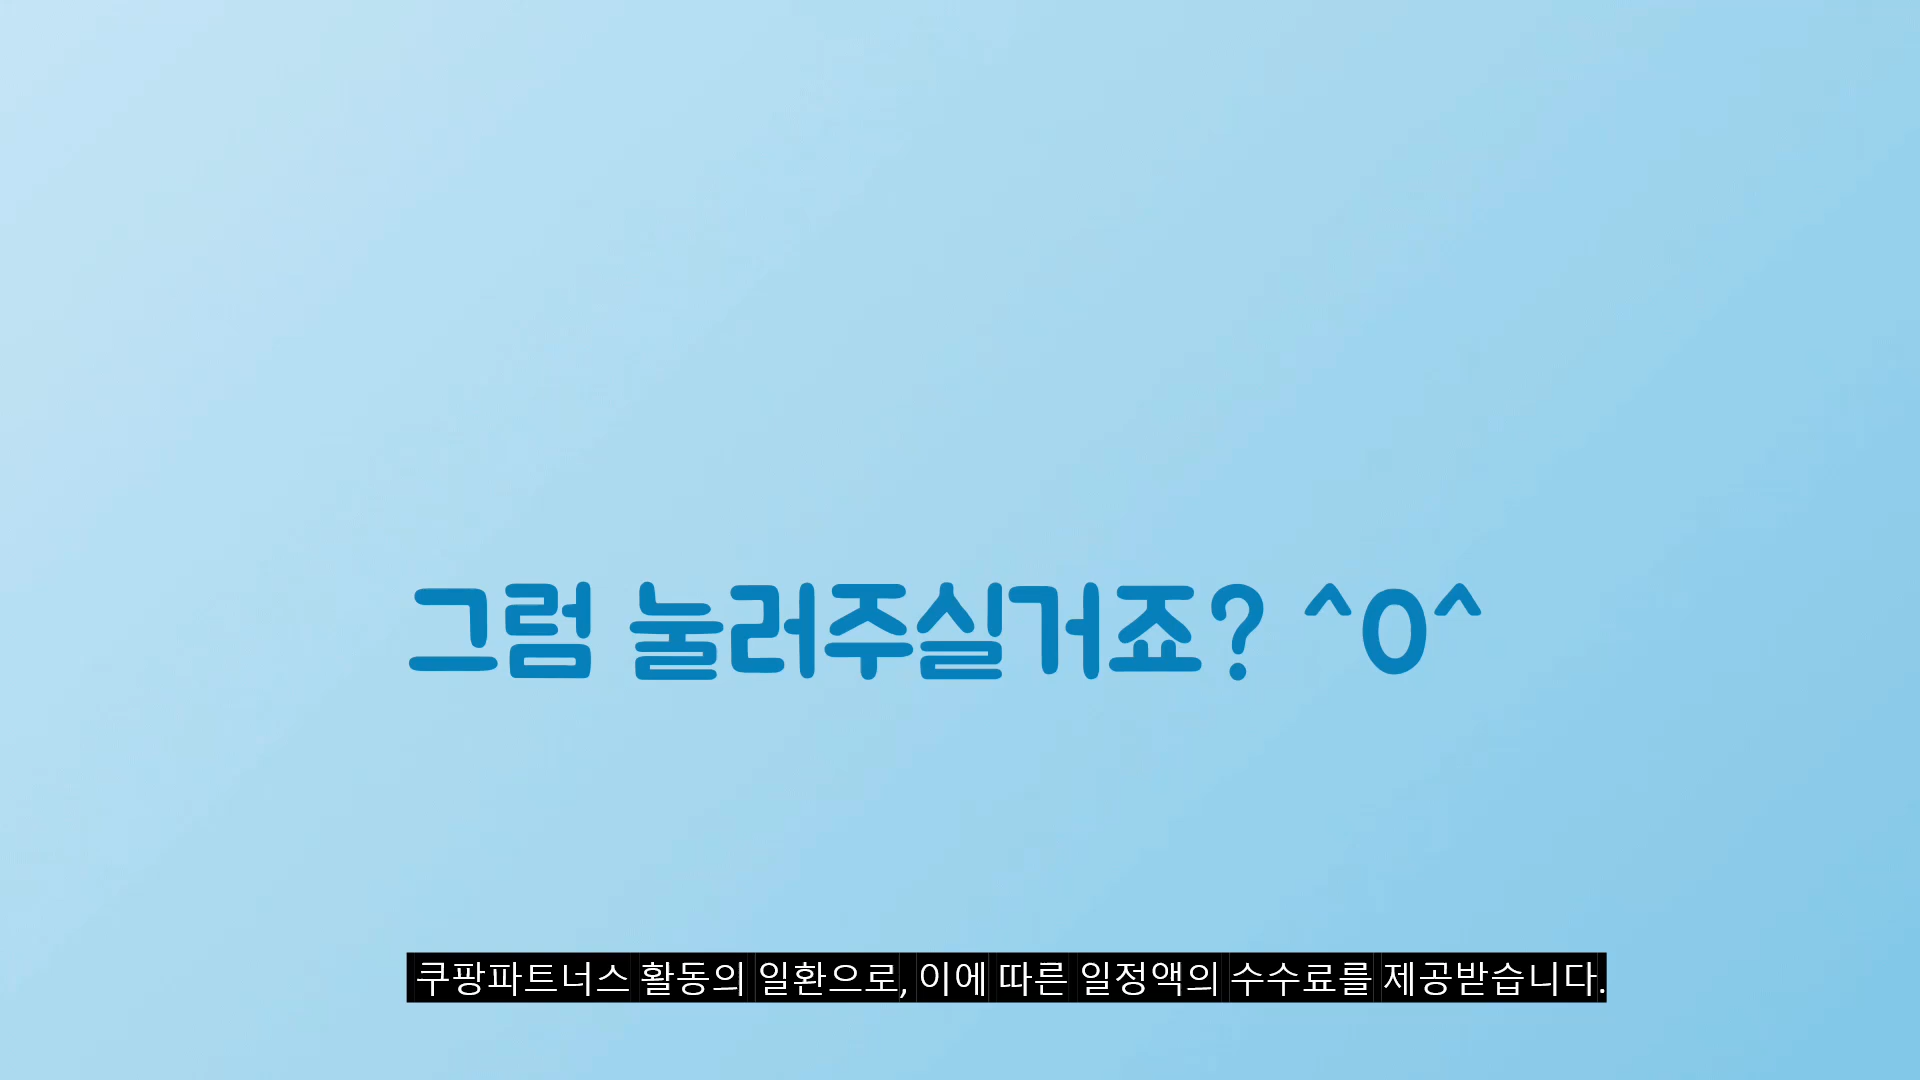 그럼 눌러주실거죠? ^0^
쿠팡파트너스 활동의 일환으로, 이에 따른 일정액의 수수료를 제공받습니다.